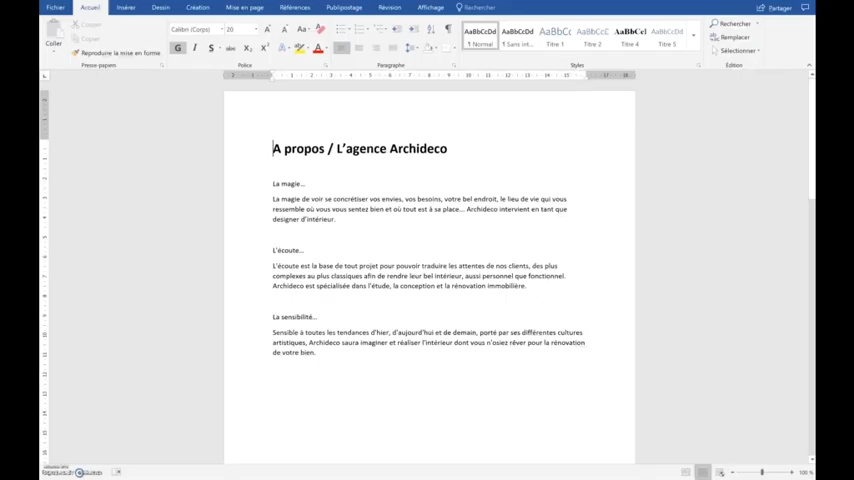 Fichier Accueil Insérer Dessin Création Mise en page Références Publipostage Révision Affichage Rechercher Partager
Coller
Couper
Copier
Reproduire la mise en forme
Presse-papiers
Calibri (Corps) 20
G I S abc X₂ X²
Police
Paragraphe
AaBbCcDd AaBbCcDd AaBbCc AaBbCcD AaBbCcl AaBbCcDd
¶ Normal ¶ Sans int... Titre 1 Titre 2 Titre 4 Titre 5
Styles
Rechercher
Remplacer
Sélectionner
Édition
A propos / L'agence Archideco
La magie...
La magie de voir se concrétiser vos envies, vos besoins, votre bel endroit, le lieu de vie qui vous
ressemble où vous vous sentez bien et où tout est à sa place... Archideco intervient en tant que
designer d'intérieur.
L'écoute...
L'écoute est la base de tout projet pour pouvoir traduire les attentes de nos clients, des plus
complexes au plus classiques afin de rendre leur bel intérieur, aussi personnel que fonctionnel.
Archideco est spécialisée dans l'étude, la conception et la rénovation immobilière.
La sensibilité...
Sensible à toutes les tendances d'hier, d'aujourd'hui et de demain, porté par ses différentes cultures
artistiques, Archideco saura imaginer et réaliser l'intérieur dont vous n'osiez rêver pour la rénovation
de votre bien.
100 %